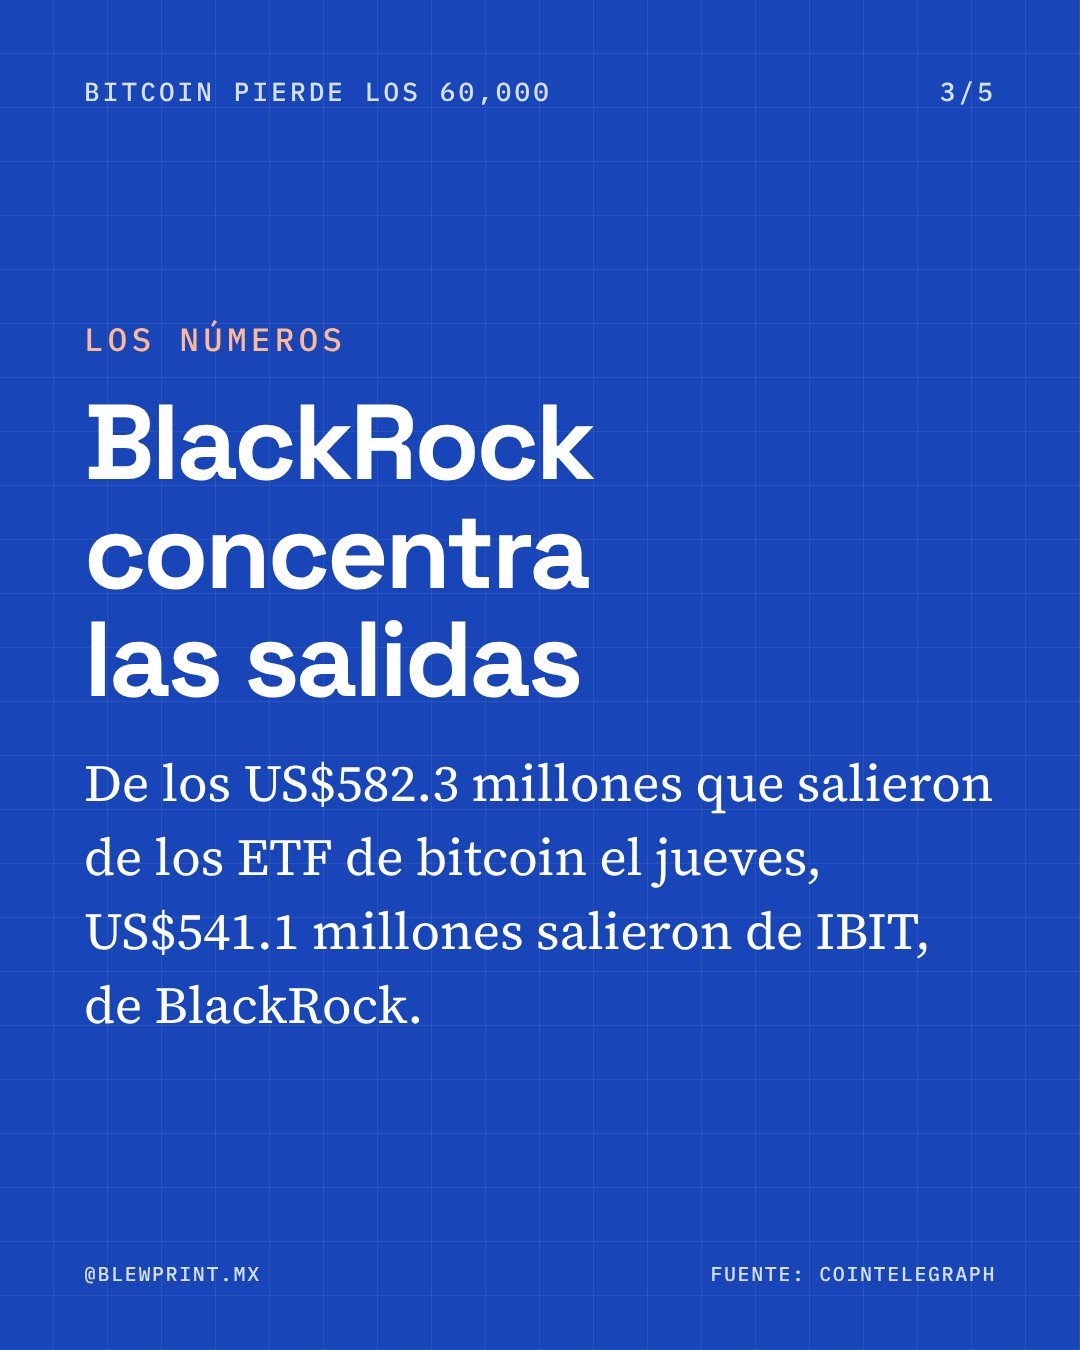 BITCOIN PIERDE LOS 60,000
3/5
LOS NÚMEROS
BlackRock
concentra
las salidas
De los US$582.3 millones que salieron
de los ETF de bitcoin el jueves,
US$541.1 millones salieron de IBIT,
de BlackRock.
@BLEWPRINT.MX
FUENTE: COINTELEGRAPH